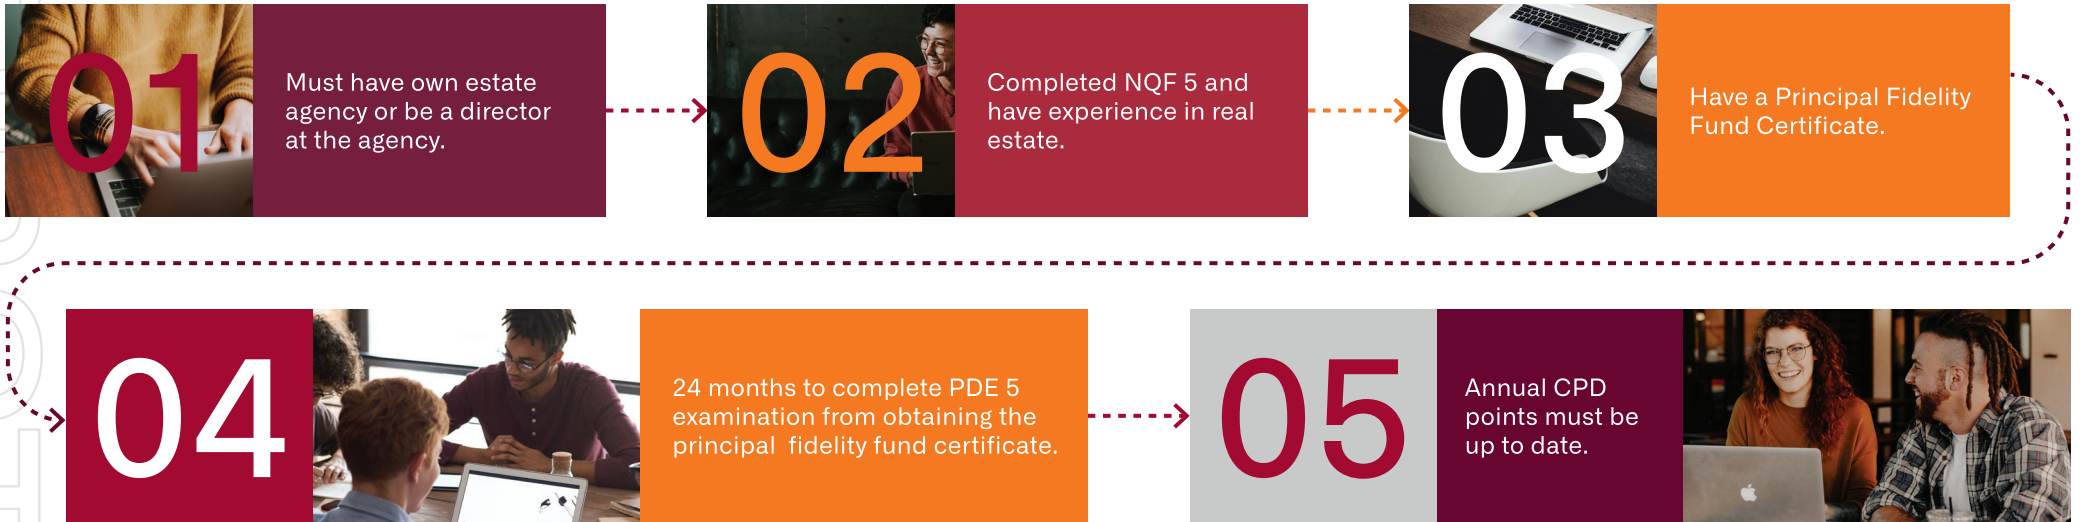 01
Must have own estate
agency or be a director
at the agency.
02
Completed NQF 5 and
have experience in real
estate.
03
Have a Principal Fidelity
Fund Certificate.
04
24 months to complete PDE 5
examination from obtaining the
principal  fidelity fund certificate.
05
Annual CPD
points must be
up to date.